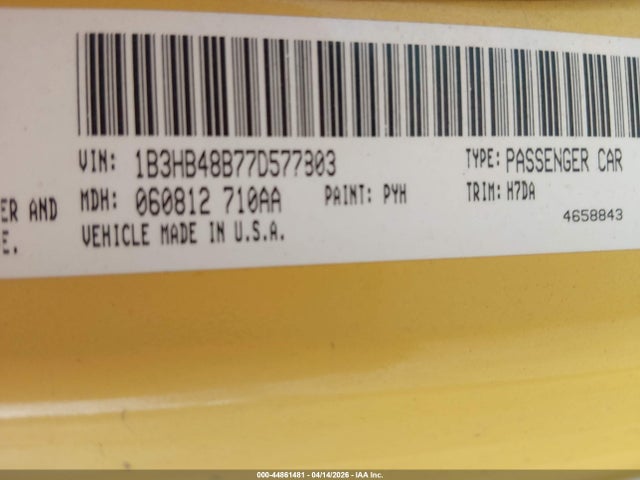 VIN: 1B3HB48B77D577803 TYPE: PASSENGER CAR
ER AND MDH: 060812 710AA PAINT: PYH TRIM: H7DA
4658843
E. VEHICLE MADE IN U.S.A.
000-44861481 - 04/14/2026 - IAA Inc.